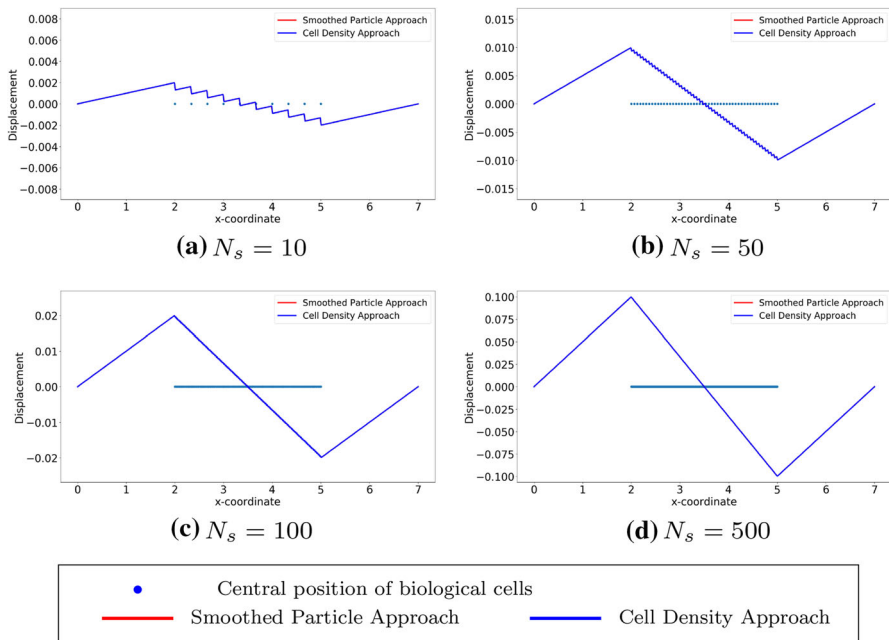 Smoothed Particle Approach
Cell Density Approach
0.008
0.006
0.004
0.002
0.000
−0.002
−0.004
−0.006
−0.008
Displacement
0 1 2 3 4 5 6 7
x-coordinate
(a) N_s = 10
Smoothed Particle Approach
Cell Density Approach
0.015
0.010
0.005
0.000
−0.005
−0.010
−0.015
Displacement
0 1 2 3 4 5 6 7
x-coordinate
(b) N_s = 50
Smoothed Particle Approach
Cell Density Approach
0.02
0.01
0.00
−0.01
−0.02
Displacement
0 1 2 3 4 5 6 7
x-coordinate
(c) N_s = 100
Smoothed Particle Approach
Cell Density Approach
0.100
0.075
0.050
0.025
0.000
−0.025
−0.050
−0.075
−0.100
Displacement
0 1 2 3 4 5 6 7
x-coordinate
(d) N_s = 500
Central position of biological cells
Smoothed Particle Approach Cell Density Approach